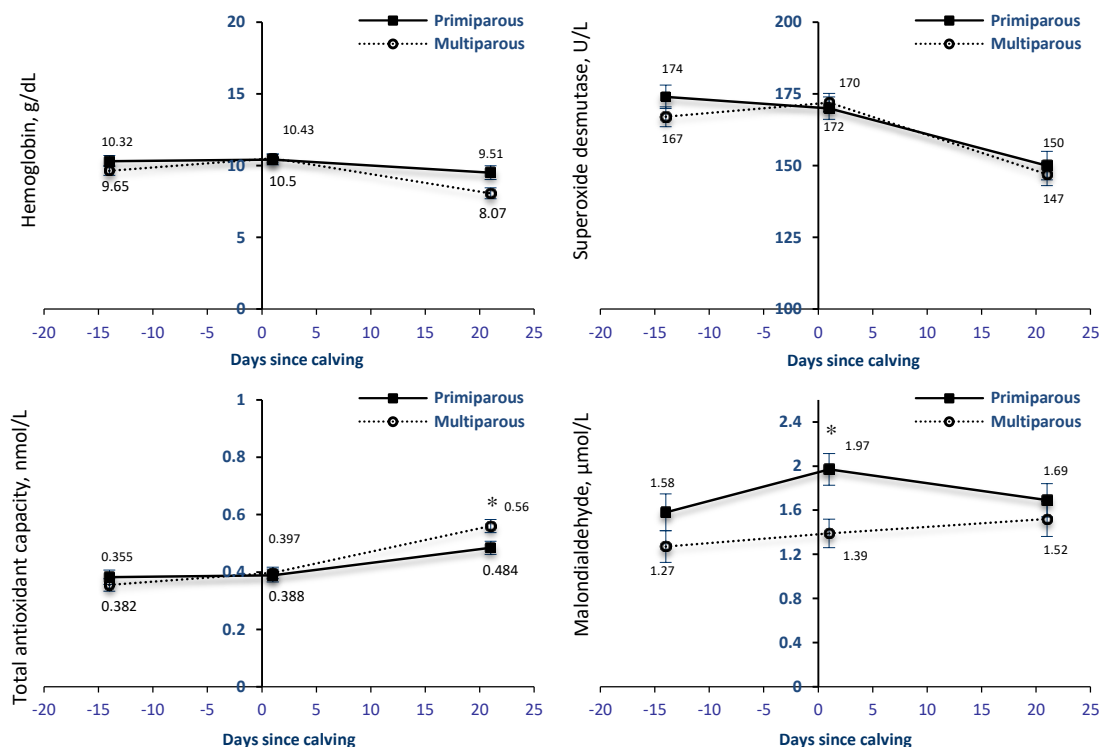 Hemoglobin, g/dL
20
15
10
5
0
Primiparous
Multiparous
10.32
9.65
10.43
10.5
9.51
8.07
-20 -15 -10 -5 0 5 10 15 20 25
Days since calving
Superoxide desmutase, U/L
200
175
150
125
100
Primiparous
Multiparous
174
167
170
172
150
147
-20 -15 -10 -5 0 5 10 15 20 25
Days since calving
Total antioxidant capacity, nmol/L
1
0.8
0.6
0.4
0.2
0
Primiparous
Multiparous
0.355
0.382
0.397
0.388
* 0.56
0.484
-20 -15 -10 -5 0 5 10 15 20 25
Days since calving
Malondialdehyde, µmol/L
2.4
2
1.6
1.2
0.8
0.4
0
Primiparous
Multiparous
1.58
1.27
* 1.97
1.39
1.69
1.52
-20 -15 -10 -5 0 5 10 15 20 25
Days since calving